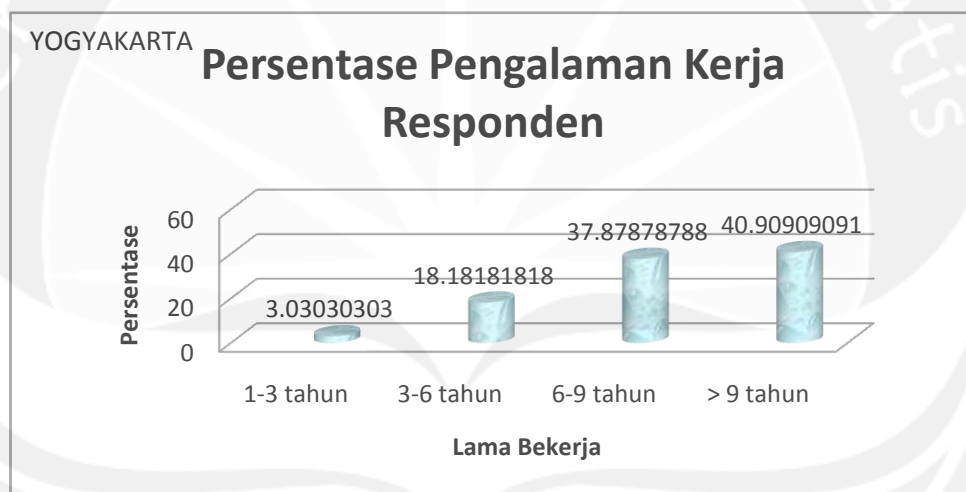 YOGYAKARTA
Persentase Pengalaman Kerja
Responden
Persentase
60
40
20
0
3.03030303
18.18181818
37.87878788
40.90909091
1-3 tahun
3-6 tahun
6-9 tahun
> 9 tahun
Lama Bekerja